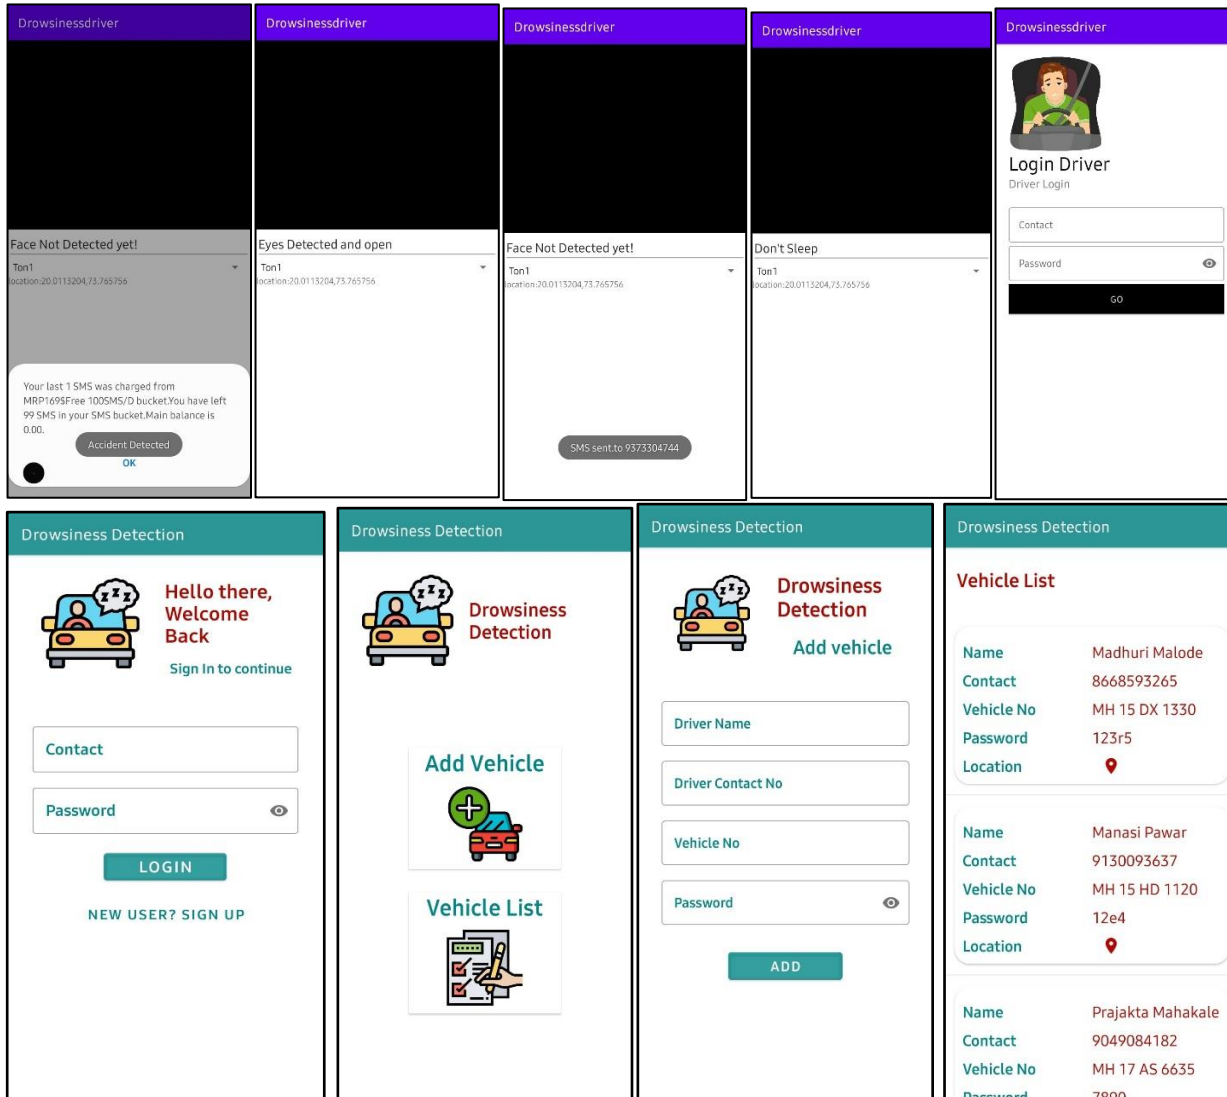 Drowsinessdriver
Face Not Detected yet!
Ton1
location:20.0113204,73.765756
Your last 1 SMS was charged from
MRP169$Free 100SMS/D bucket.You have left
99 SMS in your SMS bucket.Main balance is
0.00.
Accident Detected
OK
Drowsinessdriver
Eyes Detected and open
Ton1
location:20.0113204,73.765756
Drowsinessdriver
Face Not Detected yet!
Ton1
location:20.0113204,73.765756
SMS sent.to 9373304744
Drowsinessdriver
Don't Sleep
Ton1
location:20.0113204,73.765756
Drowsinessdriver
Login Driver
Driver Login
Contact
Password
GO
Drowsiness Detection
z z z
Hello there,
Welcome
Back
Sign In to continue
Contact
Password
LOGIN
NEW USER? SIGN UP
Drowsiness Detection
z z z
Drowsiness
Detection
Add Vehicle
Vehicle List
Drowsiness Detection
z z z
Drowsiness
Detection
Add vehicle
Driver Name
Driver Contact No
Vehicle No
Password
ADD
Drowsiness Detection
Vehicle List
Name Madhuri Malode
Contact 8668593265
Vehicle No MH 15 DX 1330
Password 123r5
Location
Name Manasi Pawar
Contact 9130093637
Vehicle No MH 15 HD 1120
Password 12e4
Location
Name Prajakta Mahakale
Contact 9049084182
Vehicle No MH 17 AS 6635
Password 7890